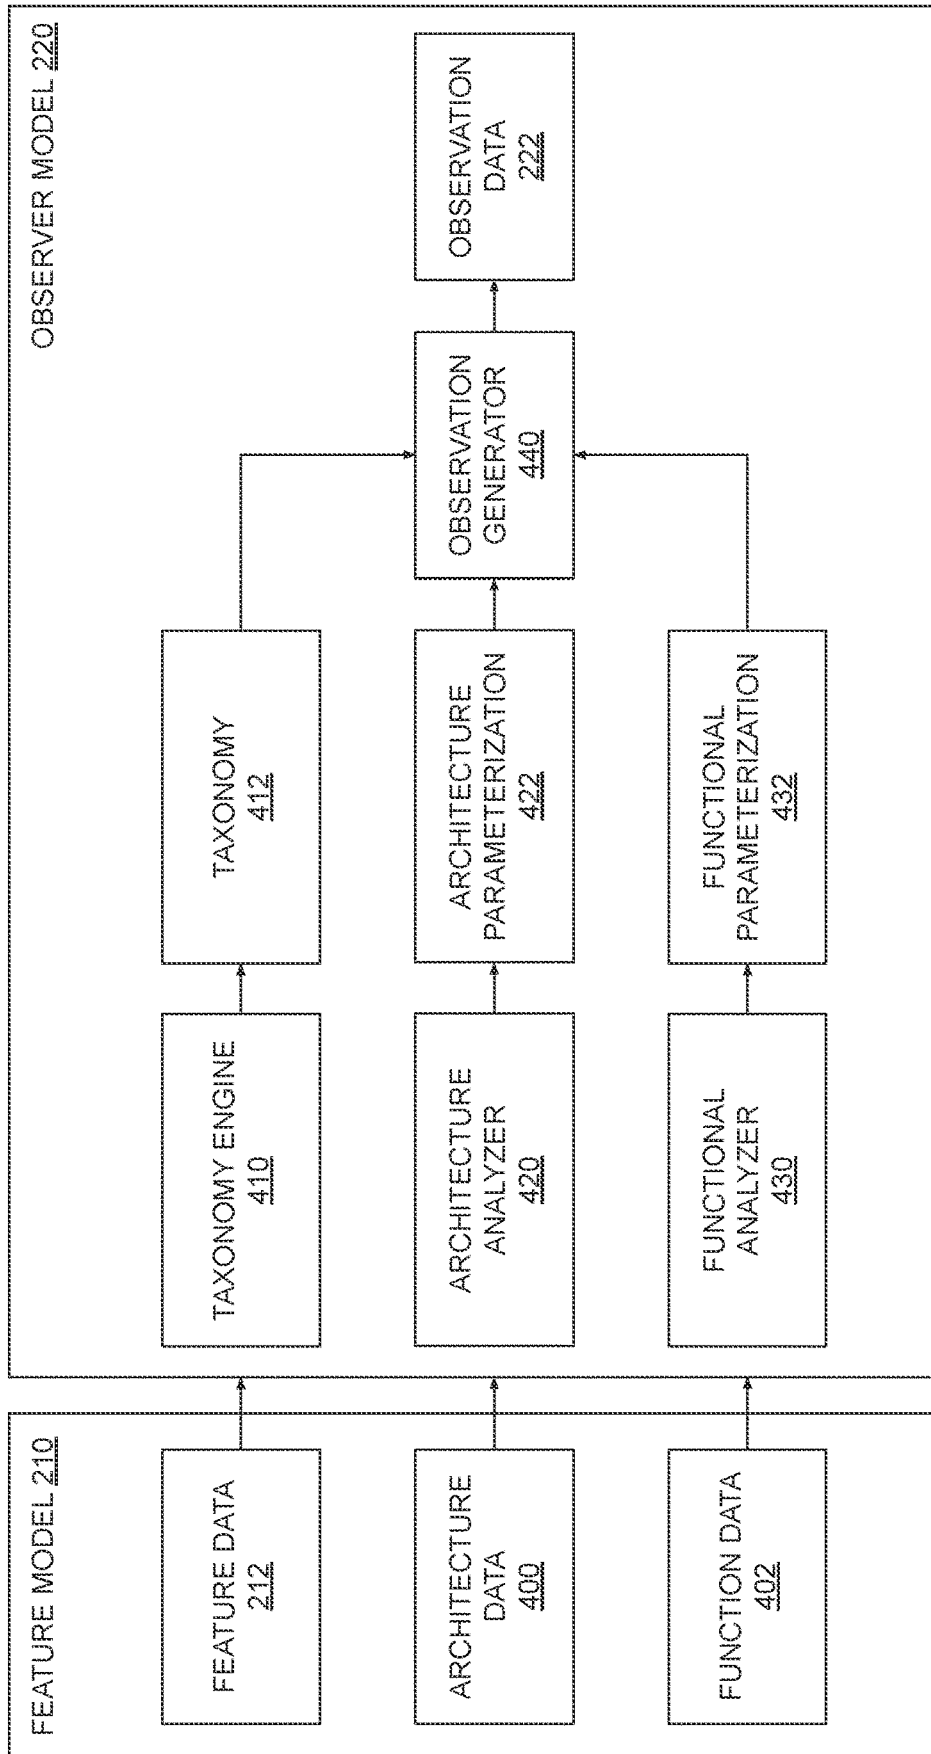 FEATURE MODEL 210
FEATURE DATA
212
ARCHITECTURE
DATA
400
FUNCTION DATA
402
OBSERVER MODEL 220
TAXONOMY ENGINE
410
TAXONOMY
412
ARCHITECTURE
ANALYZER
420
ARCHITECTURE
PARAMETERIZATION
422
FUNCTIONAL
ANALYZER
430
FUNCTIONAL
PARAMETERIZATION
432
OBSERVATION
GENERATOR
440
OBSERVATION
DATA
222